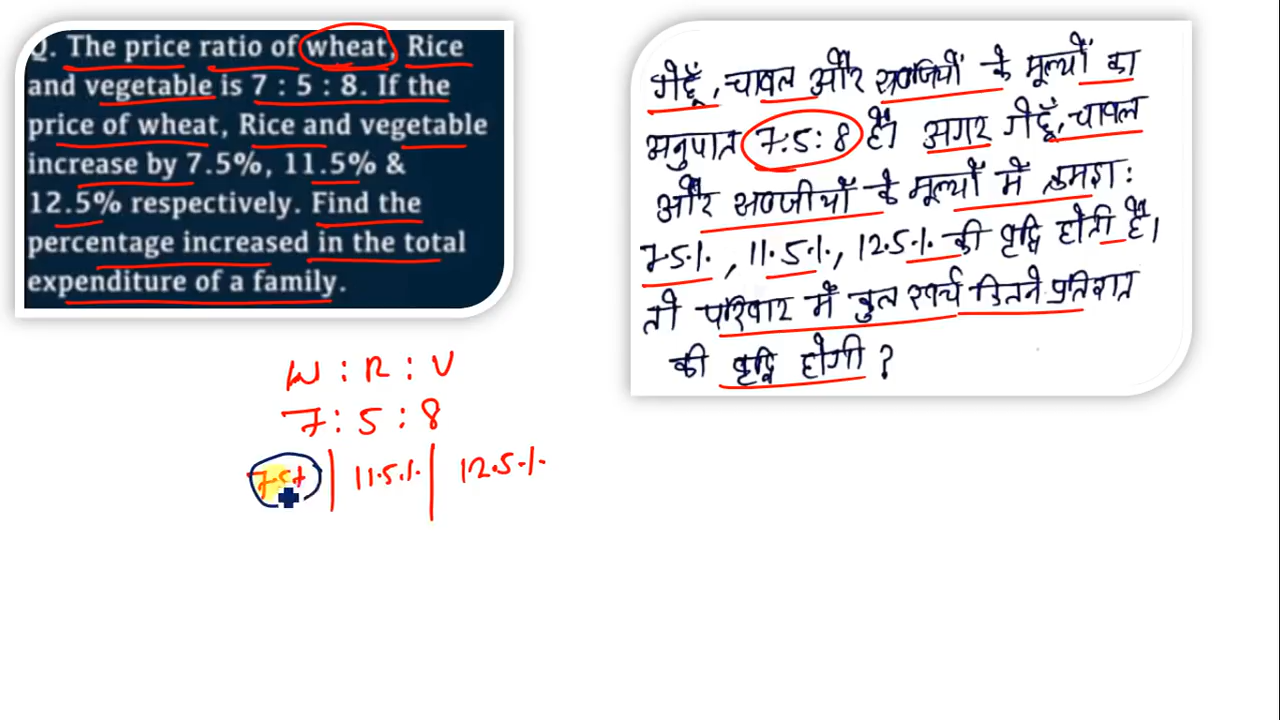 Q. The price ratio of wheat, Rice
and vegetable is 7 : 5 : 8. If the
price of wheat, Rice and vegetable
increase by 7.5%, 11.5% &
12.5% respectively. Find the
percentage increased in the total
expenditure of a family.
गेहूँ, चावल और सब्जियों के मूल्यों का
अनुपात 7:5:8 है। अगर गेहूँ, चावल
और सब्जीयों के मूल्यों में क्रमशः
7.5%, 11.5%, 12.5% की वृद्धि होती है।
तो परिवार में कुल खर्च कितने प्रतिशत
की वृद्धि होगी ?
W : R : V
7 : 5 : 8
7.5% | 11.5% | 12.5%